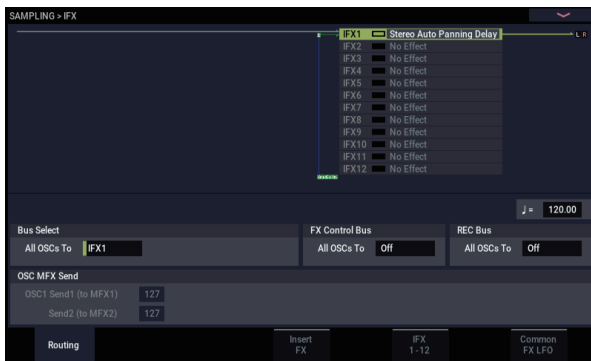 SAMPLING > IFX
IFX1 Stereo Auto Panning Delay L R
IFX2 No Effect
IFX3 No Effect
IFX4 No Effect
IFX5 No Effect
IFX6 No Effect
IFX7 No Effect
IFX8 No Effect
IFX9 No Effect
IFX10 No Effect
IFX11 No Effect
IFX12 No Effect
♩= 120.00
Bus Select FX Control Bus REC Bus
All OSCs To IFX1 All OSCs To Off All OSCs To Off
OSC MFX Send
OSC1 Send1 (to MFX1) 127
Send2 (to MFX2) 127
Routing Insert FX IFX 1-12 Common FX LFO